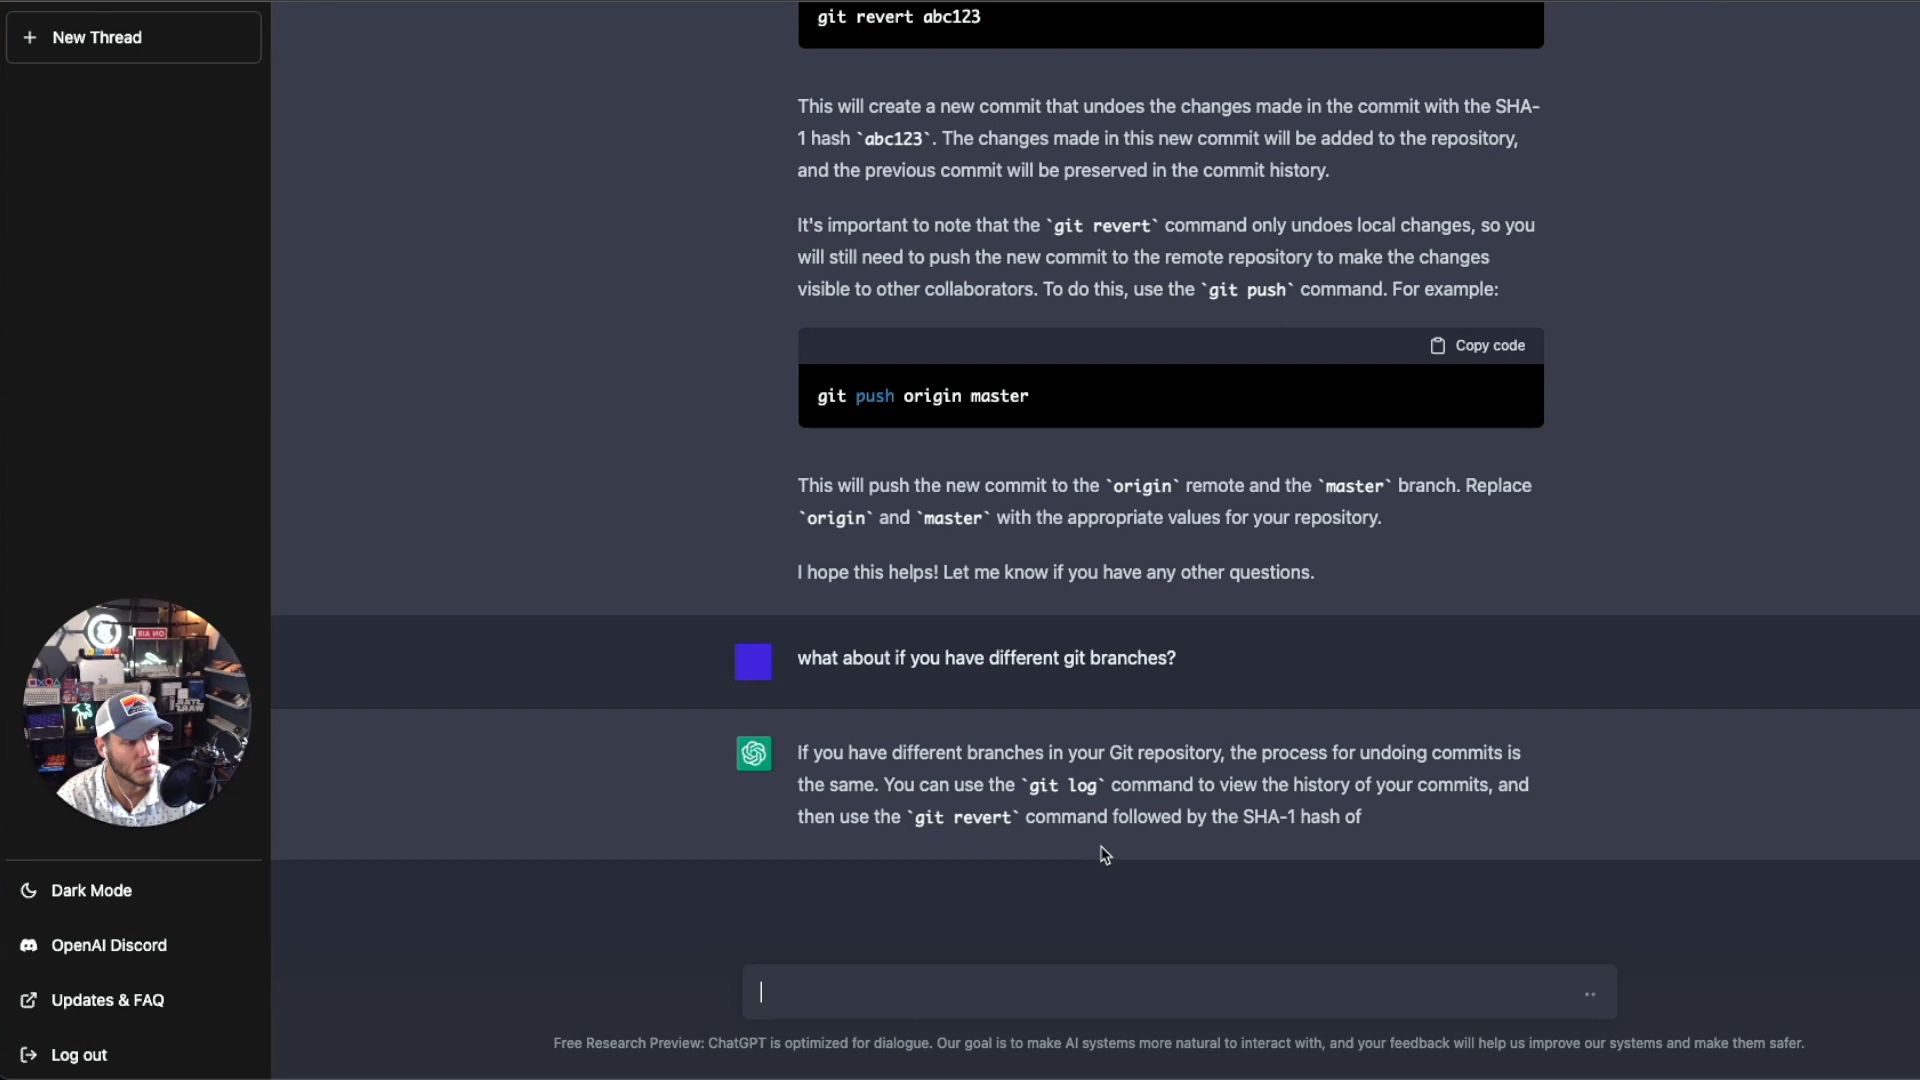 New Thread
git revert abc123
This will create a new commit that undoes the changes made in the commit with the SHA-
1 hash `abc123`. The changes made in this new commit will be added to the repository,
and the previous commit will be preserved in the commit history.
It's important to note that the `git revert` command only undoes local changes, so you
will still need to push the new commit to the remote repository to make the changes
visible to other collaborators. To do this, use the `git push` command. For example:
Copy code
git push origin master
This will push the new commit to the `origin` remote and the `master` branch. Replace
`origin` and `master` with the appropriate values for your repository.
I hope this helps! Let me know if you have any other questions.
what about if you have different git branches?
If you have different branches in your Git repository, the process for undoing commits is
the same. You can use the `git log` command to view the history of your commits, and
then use the `git revert` command followed by the SHA-1 hash of
Dark Mode
OpenAI Discord
Updates & FAQ
Log out
Free Research Preview: ChatGPT is optimized for dialogue. Our goal is to make AI systems more natural to interact with, and your feedback will help us improve our systems and make them safer.